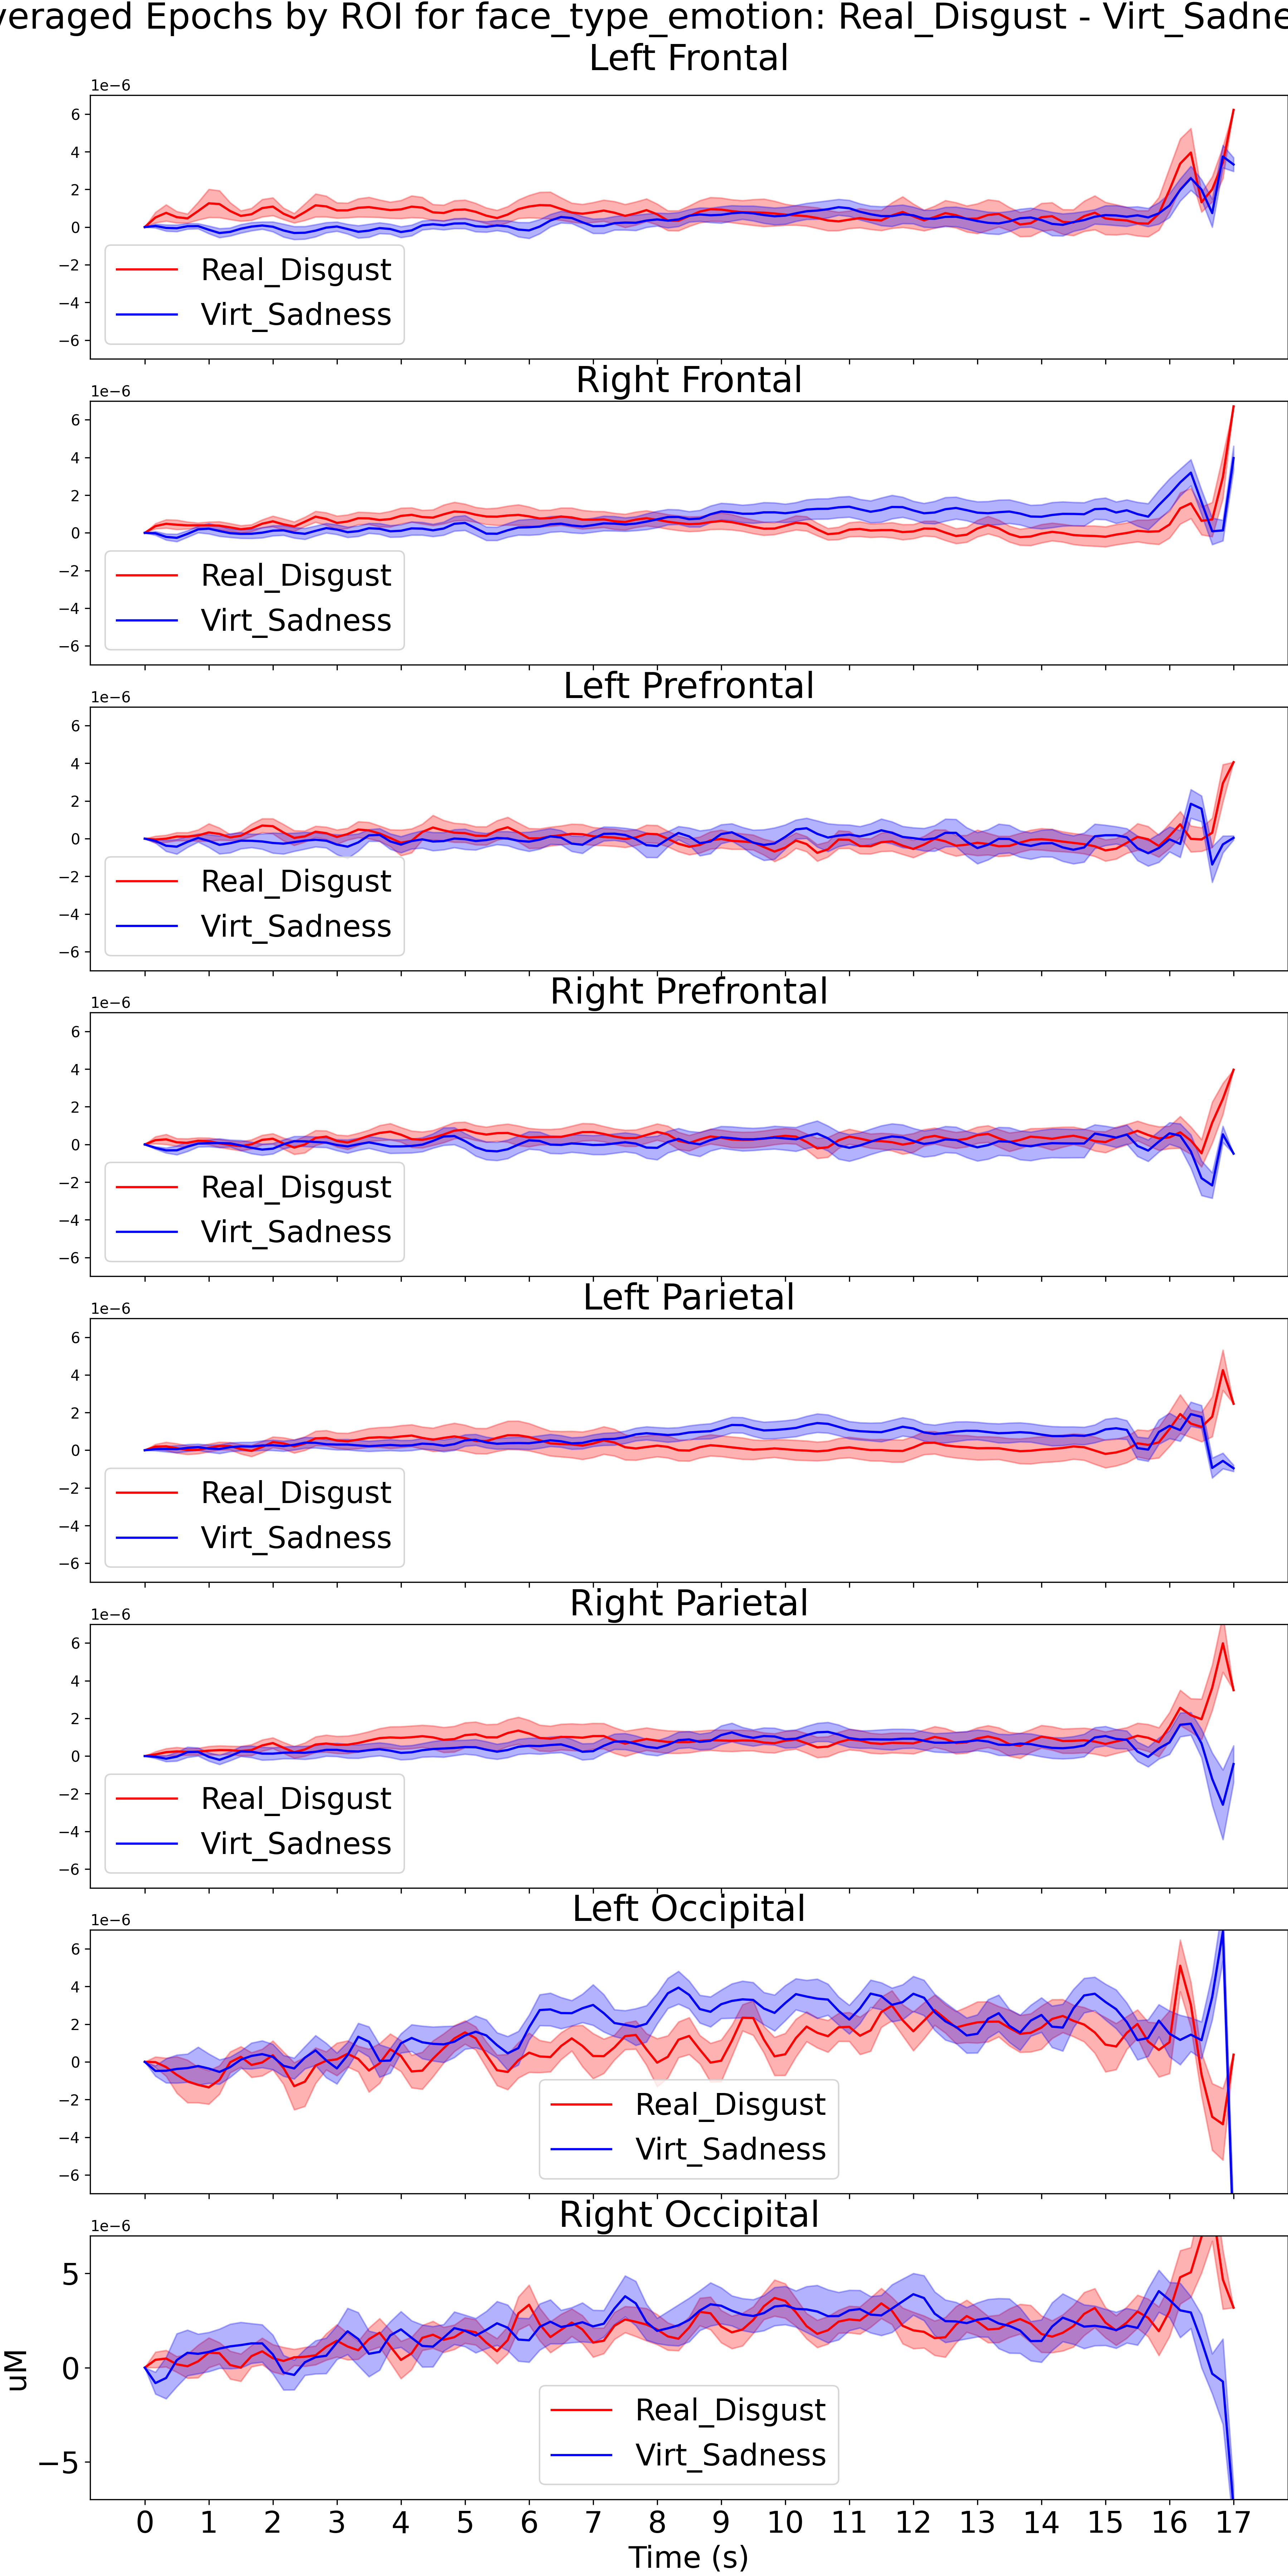 veraged Epochs by ROI for face_type_emotion: Real_Disgust - Virt_Sadne
Left Frontal
1e−6
6
4
2
0
−2
−4
−6
Real_Disgust
Virt_Sadness
Right Frontal
1e−6
6
4
2
0
−2
−4
−6
Real_Disgust
Virt_Sadness
Left Prefrontal
1e−6
6
4
2
0
−2
−4
−6
Real_Disgust
Virt_Sadness
Right Prefrontal
1e−6
6
4
2
0
−2
−4
−6
Real_Disgust
Virt_Sadness
Left Parietal
1e−6
6
4
2
0
−2
−4
−6
Real_Disgust
Virt_Sadness
Right Parietal
1e−6
6
4
2
0
−2
−4
−6
Real_Disgust
Virt_Sadness
Left Occipital
1e−6
6
4
2
0
−2
−4
−6
Real_Disgust
Virt_Sadness
Right Occipital
1e−6
5
0
−5
uM
Real_Disgust
Virt_Sadness
0 1 2 3 4 5 6 7 8 9 10 11 12 13 14 15 16 17
Time (s)